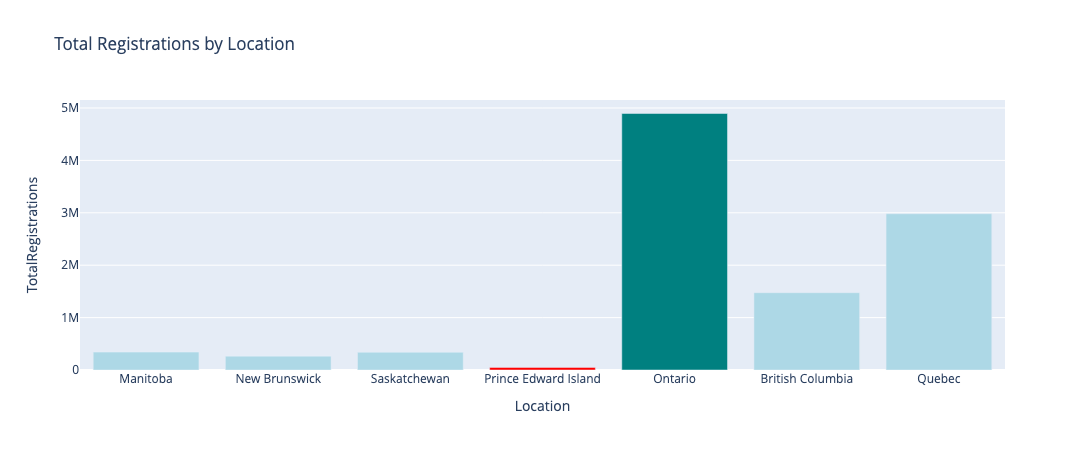 Total Registrations by Location
TotalRegistrations
5M
4M
3M
2M
1M
0
Manitoba
New Brunswick
Saskatchewan
Prince Edward Island
Ontario
British Columbia
Quebec
Location